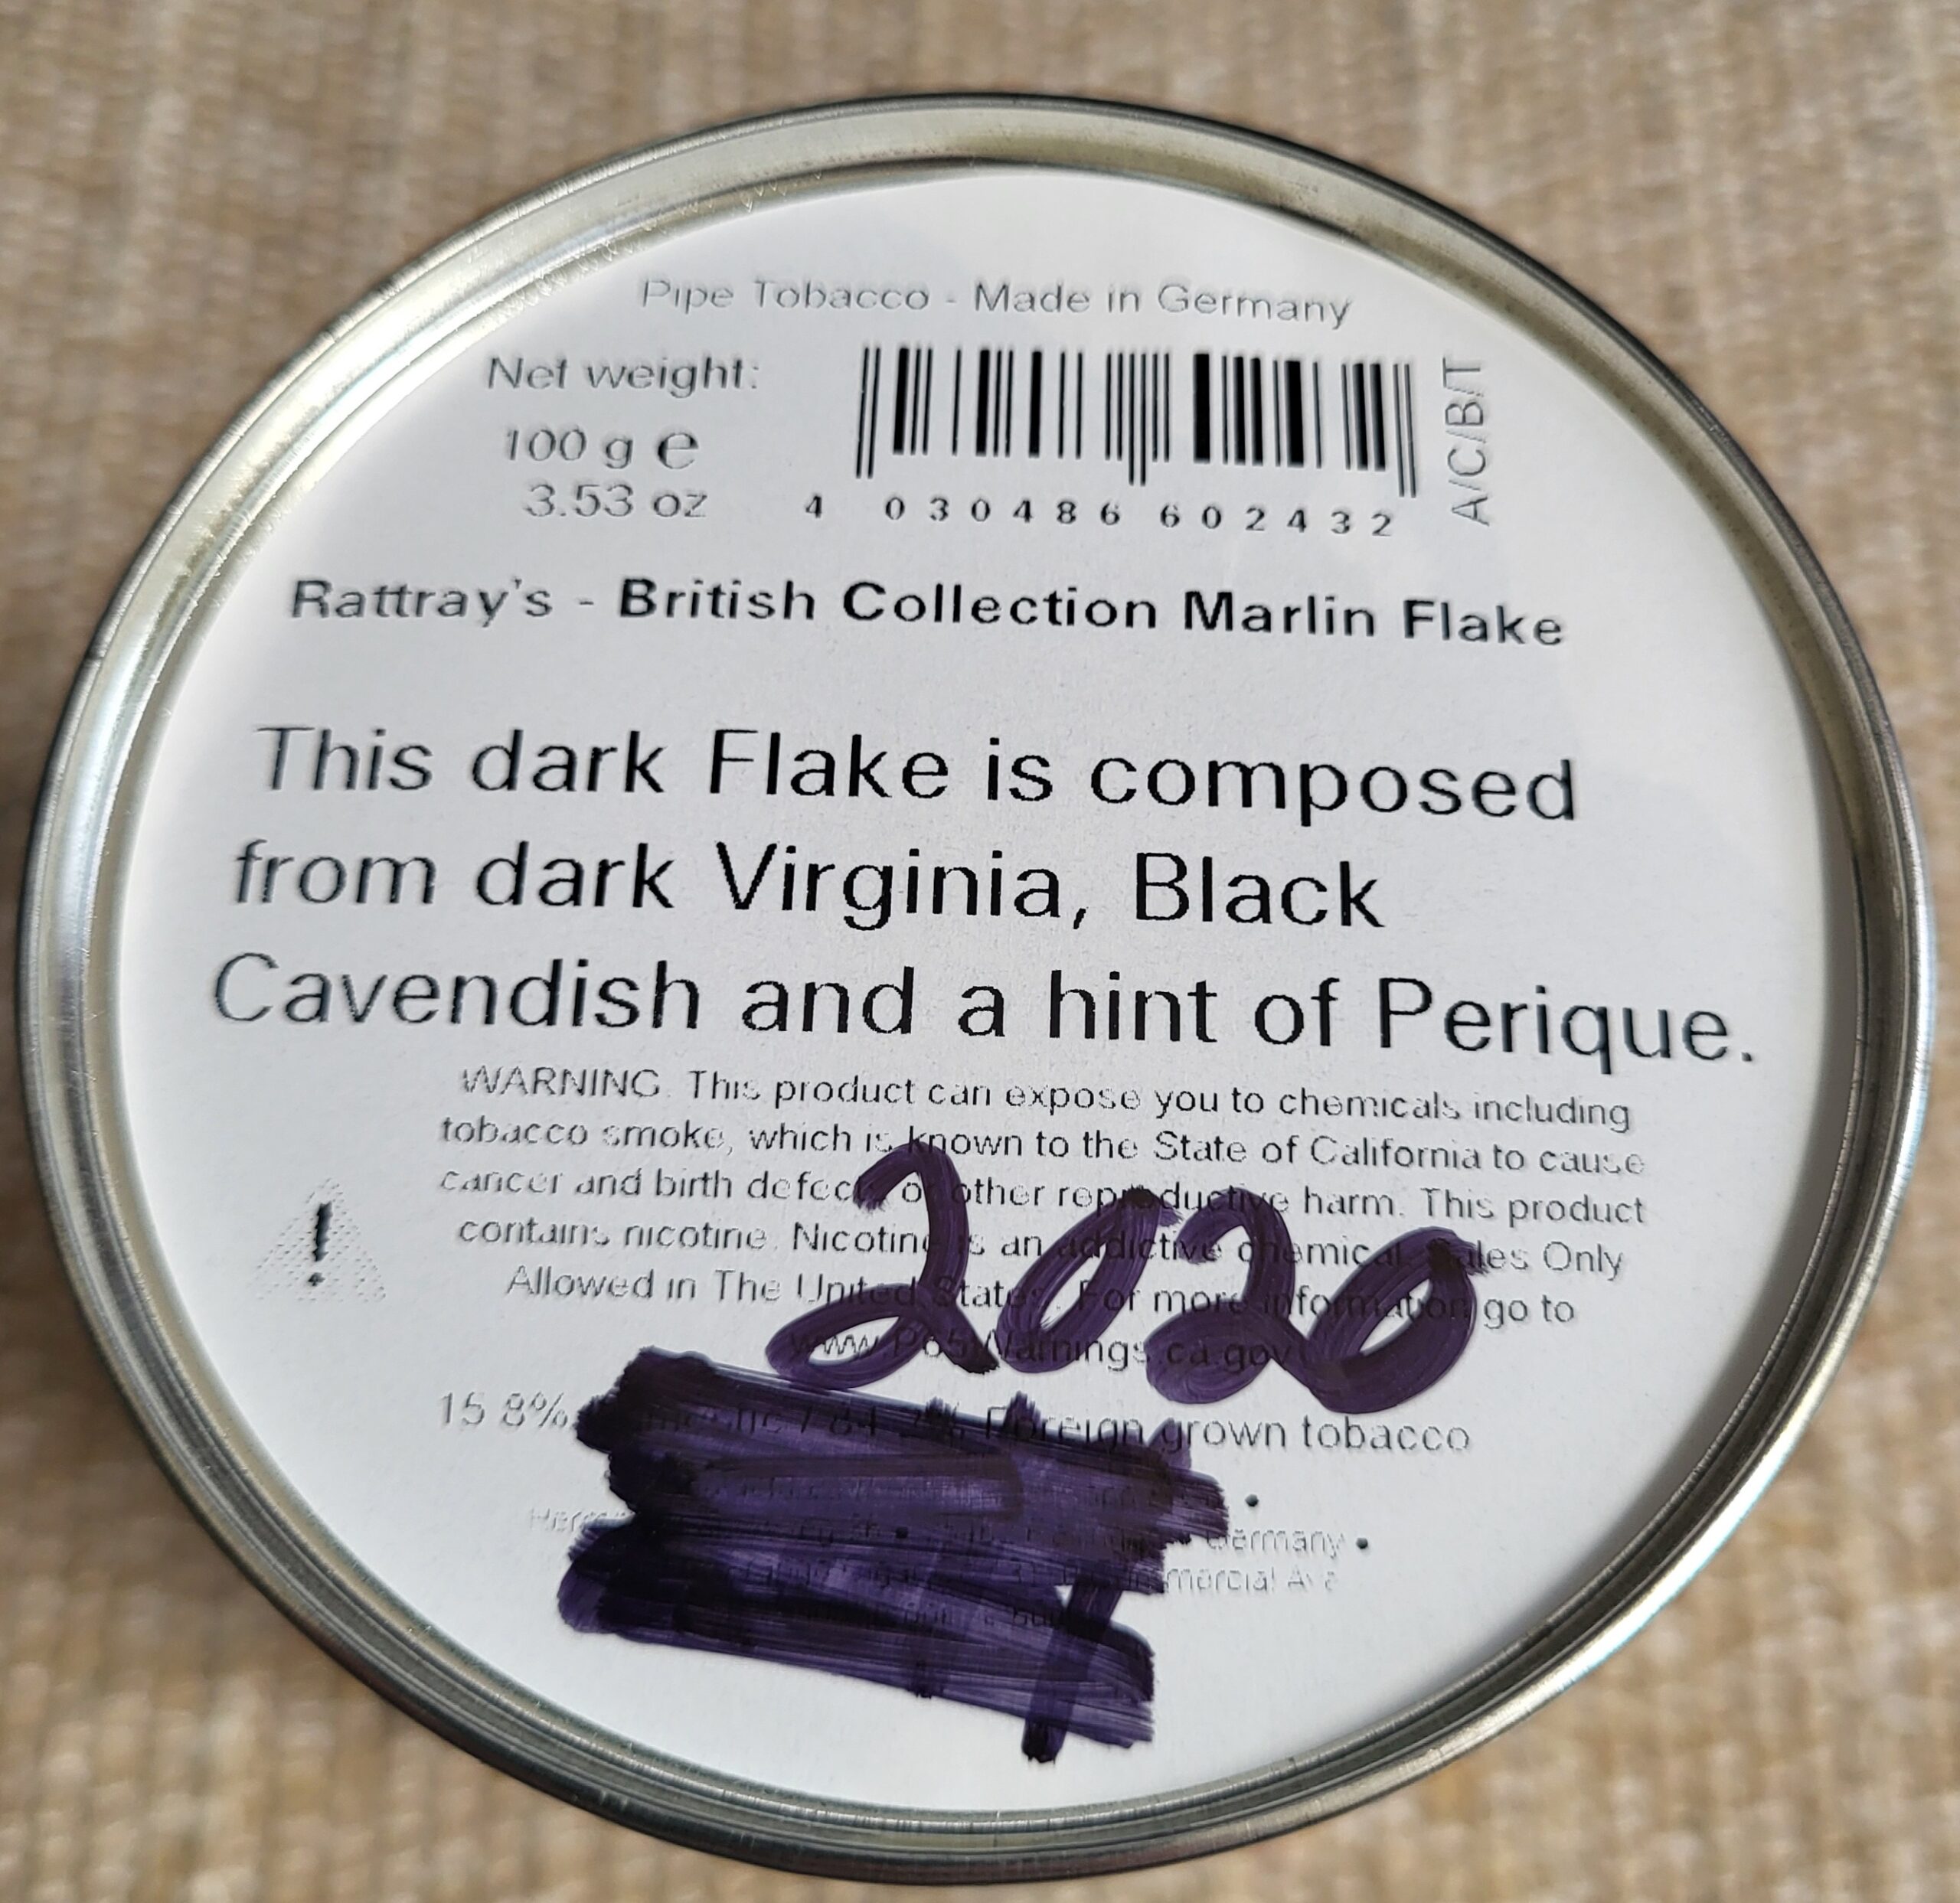 Pipe Tobacco - Made in Germany
Net weight:
100 g e
3.53 oz
4 030486 602432
A/C/B/T
Rattray's - British Collection Marlin Flake
This dark Flake is composed
from dark Virginia, Black
Cavendish and a hint of Perique.
WARNING: This product can expose you to chemicals including
tobacco smoke, which is known to the State of California to cause
cancer and birth defects or other reproductive harm. This product
contains nicotine. Nicotine is an addictive chemical. Sales Only
Allowed in The United States. For more information go to
www.P65Warnings.ca.gov
2020
15.8% Foreign grown tobacco
Germany •